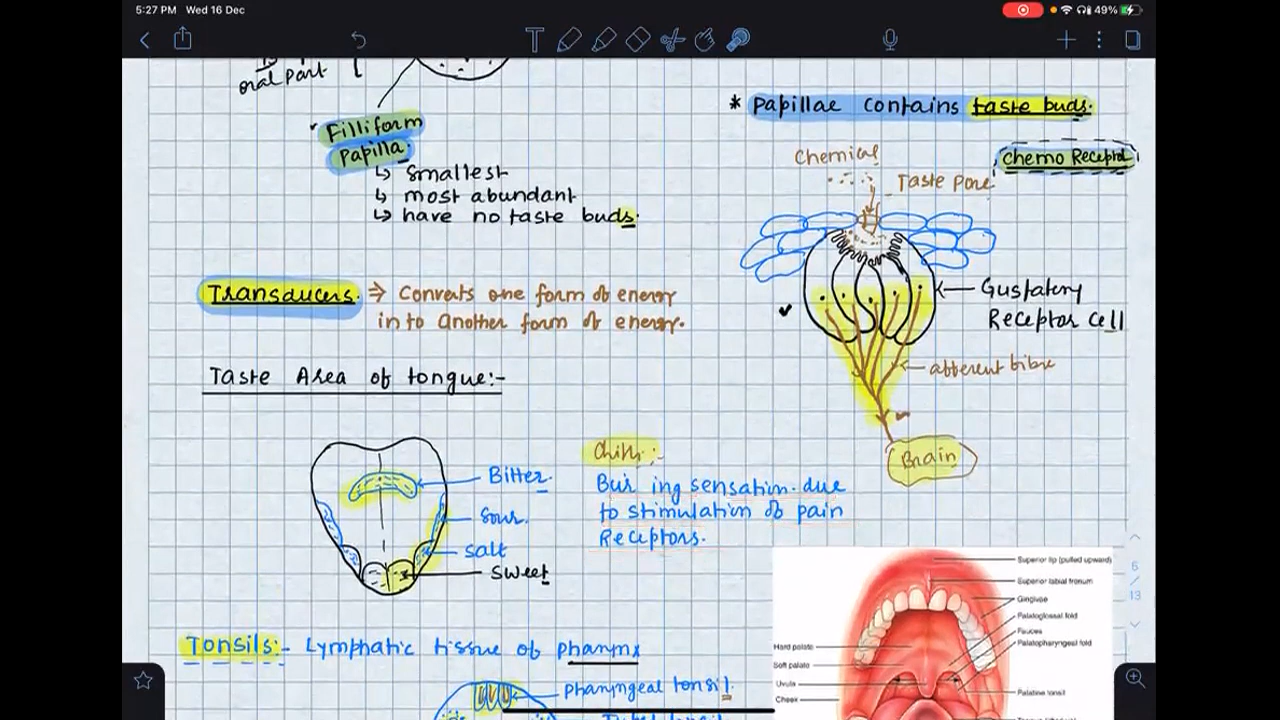 5:27 PM Wed 16 Dec
49%
oral part
Filliform
Papilla
↳ smallest
↳ most abundant
↳ have no taste buds.
* Papillae contains taste buds.
Chemical
Chemo Receptor
Taste Pore
Gustatory
Receptor cell
afferent fibre
Brain
Transducers ⇒ Converts one form of energy
in to another form of energy.
Taste Area of tongue:-
Bitter
Sour
Salt
Sweet
Chilli :-
Burning sensation due
to stimulation of pain
Receptors.
6
13
Tonsils:- Lymphatic tissue of pharynx
pharyngeal tonsil
Superior lip (pulled upward)
Superior labial frenum
Gingivae
Palatoglossal fold
Fauces
Palatopharyngeal fold
Hard palate
Soft palate
Uvula
Cheek
Palatine tonsil